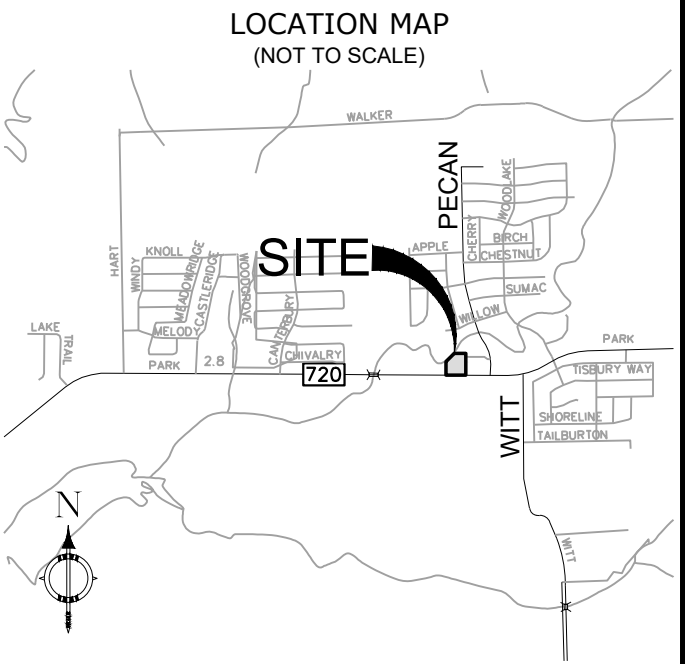 LOCATION MAP
(NOT TO SCALE)
WALKER
PECAN
WOODLAKE
CHERRY
BIRCH
CHESTNUT
APPLE
SITE
HART
KNOLL
WINDY
MEADOWRIDGE
CASTLERIDGE
WOODGROVE
CANTERBURY
SUMAC
WILLOW
LAKE
TRAIL
MELODY
PARK
2.8
CHIVALRY
720
PARK
TISBURY WAY
WITT
SHORELINE
TAILBURTON
N
WITT